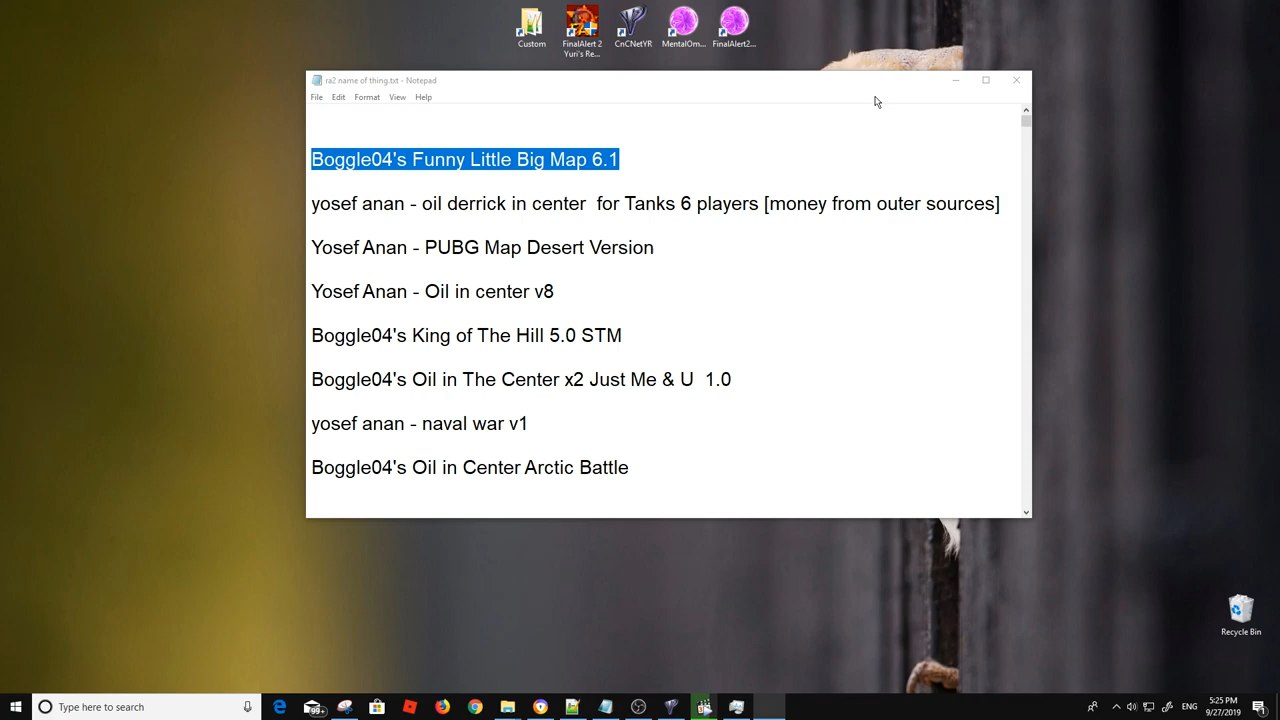 Custom
FinalAlert 2
Yuri's Re...
CnCNetYR
MentalOm...
FinalAlert2...
ra2 name of thing.txt - Notepad
File Edit Format View Help
Boggle04's Funny Little Big Map 6.1
yosef anan - oil derrick in center  for Tanks 6 players [money from outer sources]
Yosef Anan - PUBG Map Desert Version
Yosef Anan - Oil in center v8
Boggle04's King of The Hill 5.0 STM
Boggle04's Oil in The Center x2 Just Me & U  1.0
yosef anan - naval war v1
Boggle04's Oil in Center Arctic Battle
Recycle Bin
Type here to search
99+
ENG
5:25 PM
9/27/2019
1